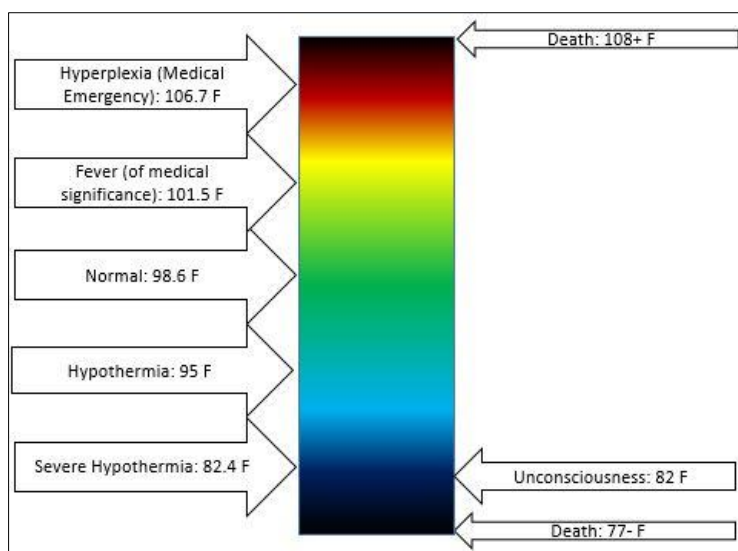 Death: 108+ F
Hyperplexia (Medical
Emergency): 106.7 F
Fever (of medical
significance): 101.5 F
Normal: 98.6 F
Hypothermia: 95 F
Severe Hypothermia: 82.4 F
Unconsciousness: 82 F
Death: 77- F